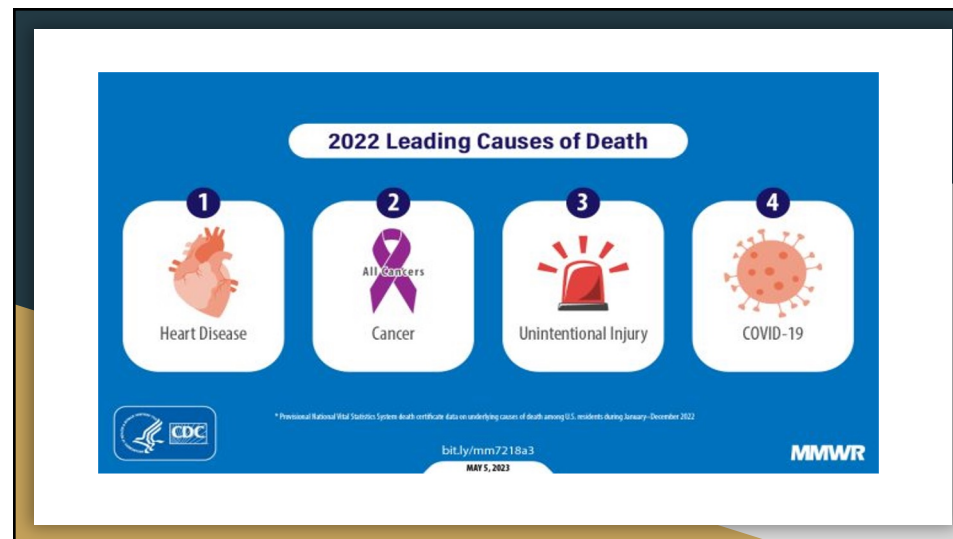 2022 Leading Causes of Death
1
2
3
4
All Cancers
Heart Disease
Cancer
Unintentional Injury
COVID-19
* Provisional National Vital Statistics System death certificate data on underlying causes of death among U.S. residents during January–December 2022
CDC
bit.ly/mm7218a3
MMWR
MAY 5, 2023